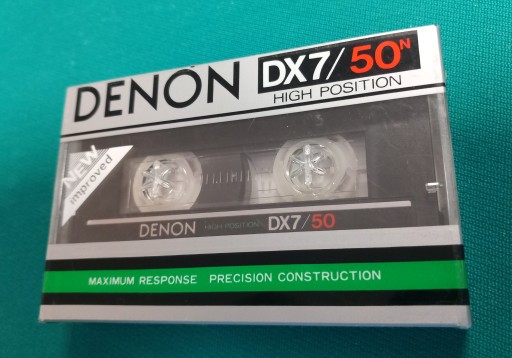 DENON DX7/50N
HIGH POSITION
NEW
improved
DENON HIGH POSITION DX7/50
MAXIMUM RESPONSE PRECISION CONSTRUCTION